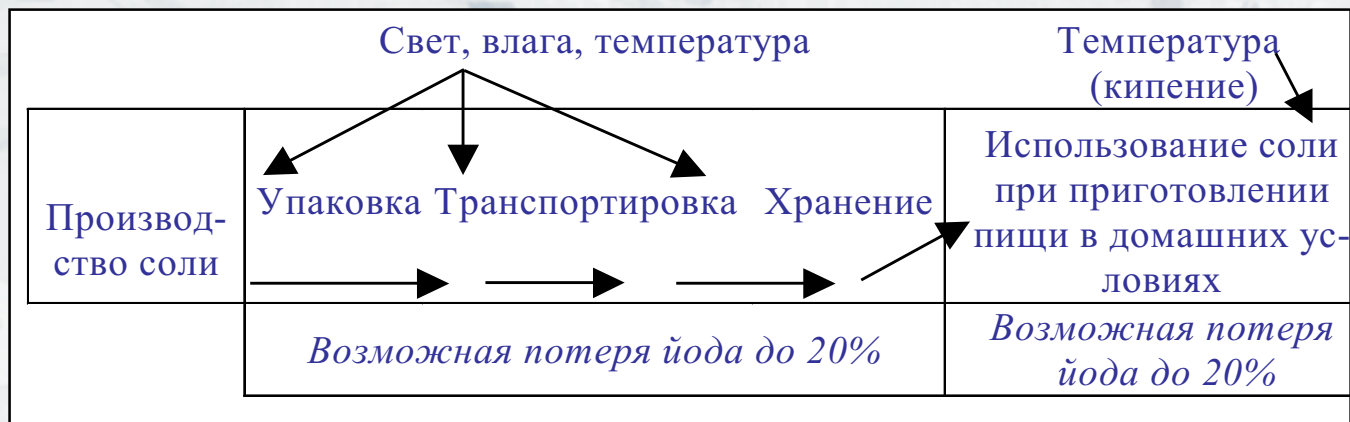 Свет, влага, температура
Температура
(кипение)
Производ-
ство соли
Упаковка Транспортировка Хранение
Использование соли
при приготовлении
пищи в домашних ус-
ловиях
Возможная потеря йода до 20%
Возможная потеря
йода до 20%